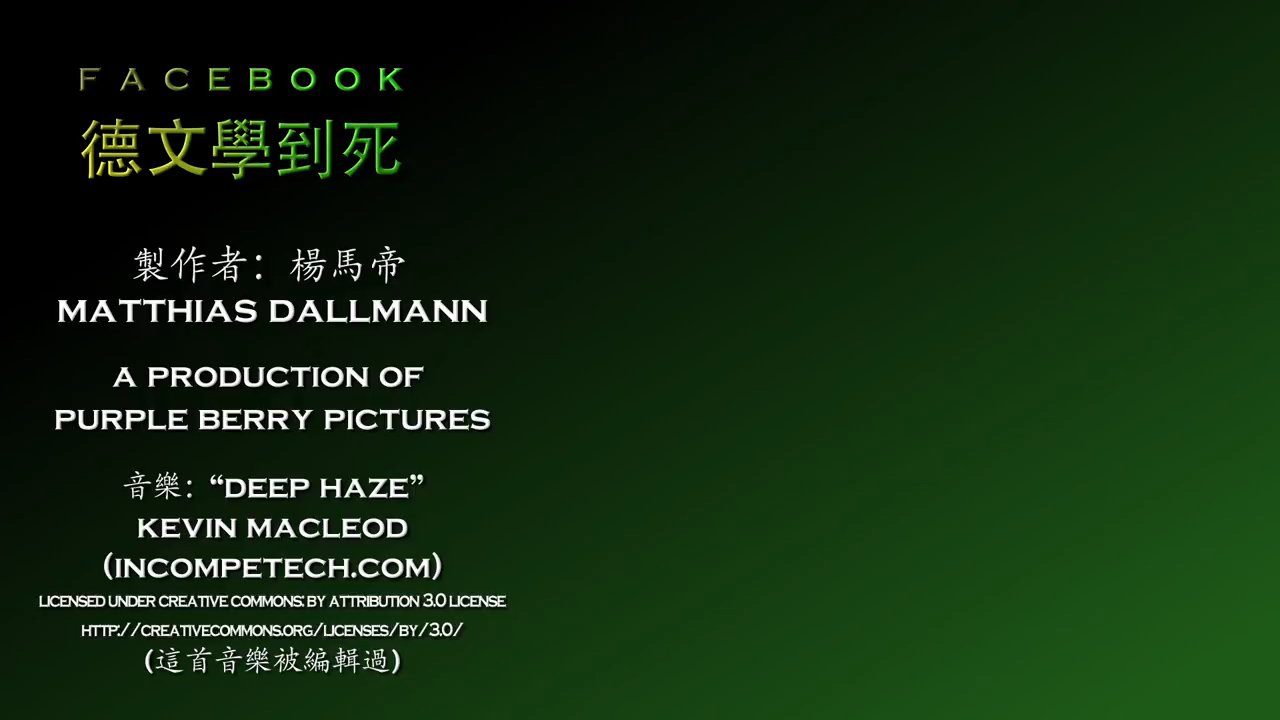 FACEBOOK
德文學到死
製作者：楊馬帝
MATTHIAS DALLMANN
A PRODUCTION OF
PURPLE BERRY PICTURES
音樂：“DEEP HAZE”
KEVIN MACLEOD
(INCOMPETECH.COM)
LICENSED UNDER CREATIVE COMMONS: BY ATTRIBUTION 3.0 LICENSE
HTTP://CREATIVECOMMONS.ORG/LICENSES/BY/3.0/
(這首音樂被編輯過)